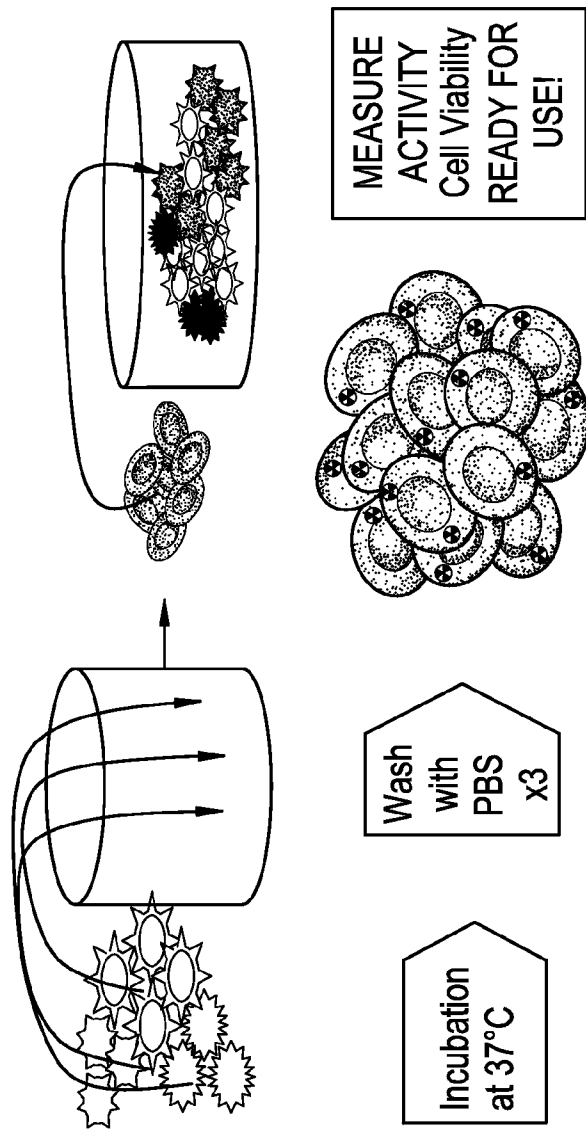 Incubation
at 37°C
Wash
with
PBS
x3
MEASURE
ACTIVITY
Cell Viability
READY FOR
USE!